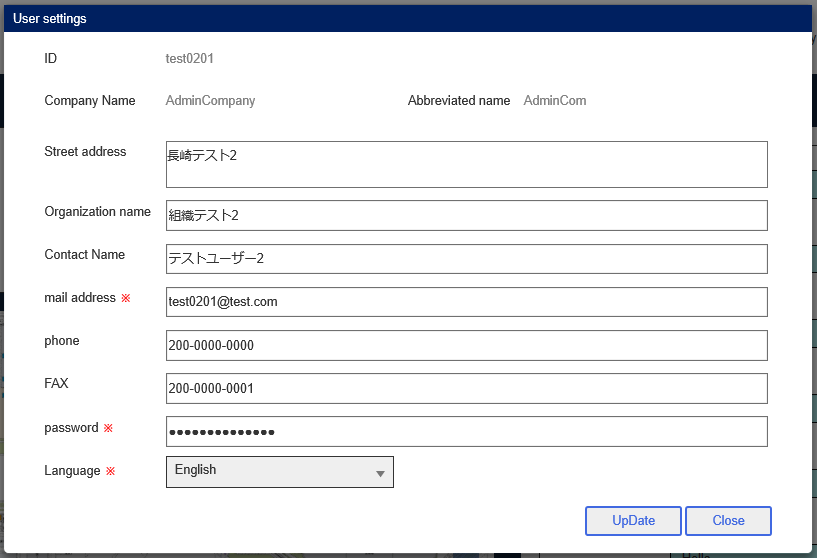 User settings
ID test0201
Company Name AdminCompany Abbreviated name AdminCom
Street address 長崎テスト2
Organization name 組織テスト2
Contact Name テストユーザー2
mail address ※ test0201@test.com
phone 200-0000-0000
FAX 200-0000-0001
password ※ ●●●●●●●●●●●●●●
Language ※ English
UpDate Close